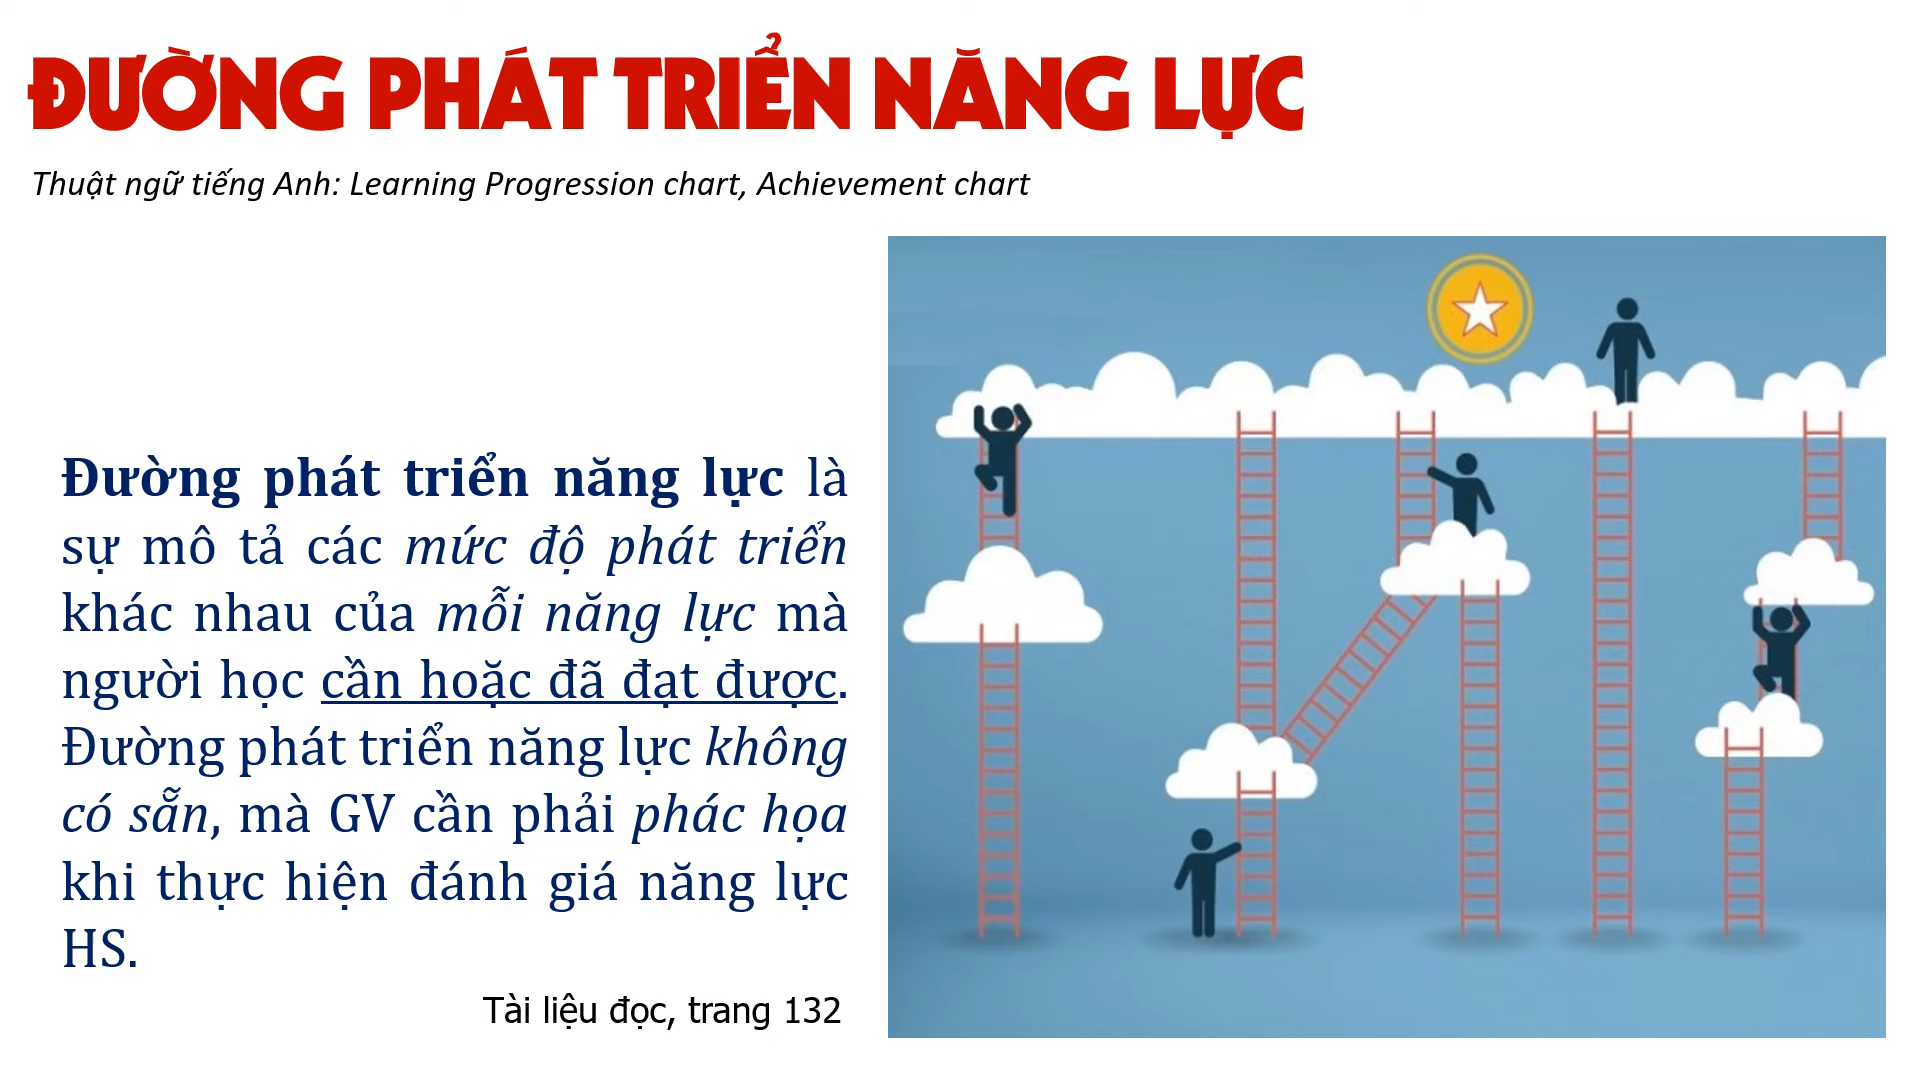 ĐƯỜNG PHÁT TRIỂN NĂNG LỰC
Thuật ngữ tiếng Anh: Learning Progression chart, Achievement chart
Đường phát triển năng lực là
sự mô tả các mức độ phát triển
khác nhau của mỗi năng lực mà
người học cần hoặc đã đạt được.
Đường phát triển năng lực không
có sẵn, mà GV cần phải phác họa
khi thực hiện đánh giá năng lực
HS.
Tài liệu đọc, trang 132